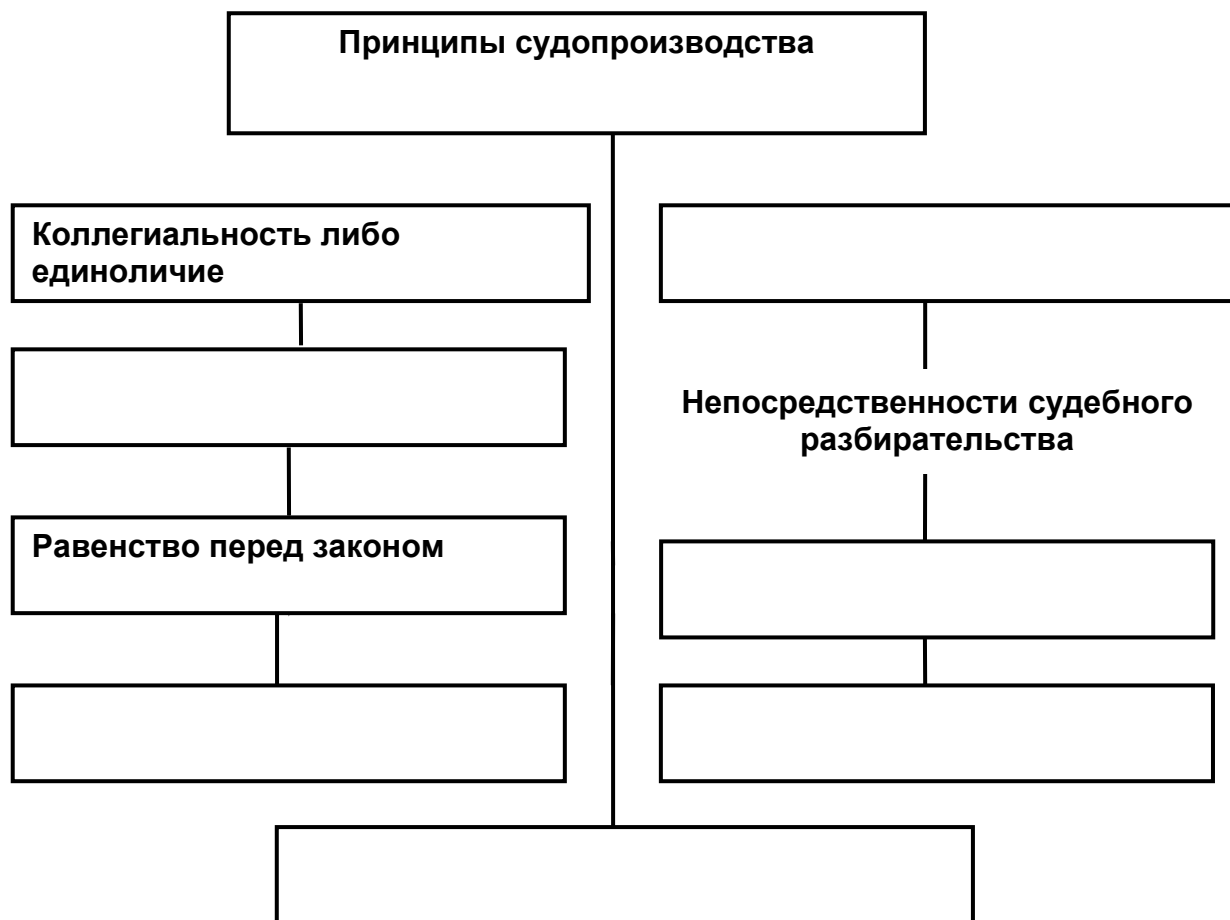 Принципы судопроизводства
Коллегиальность либо
единоличие
Непосредственности судебного
разбирательства
Равенство перед законом